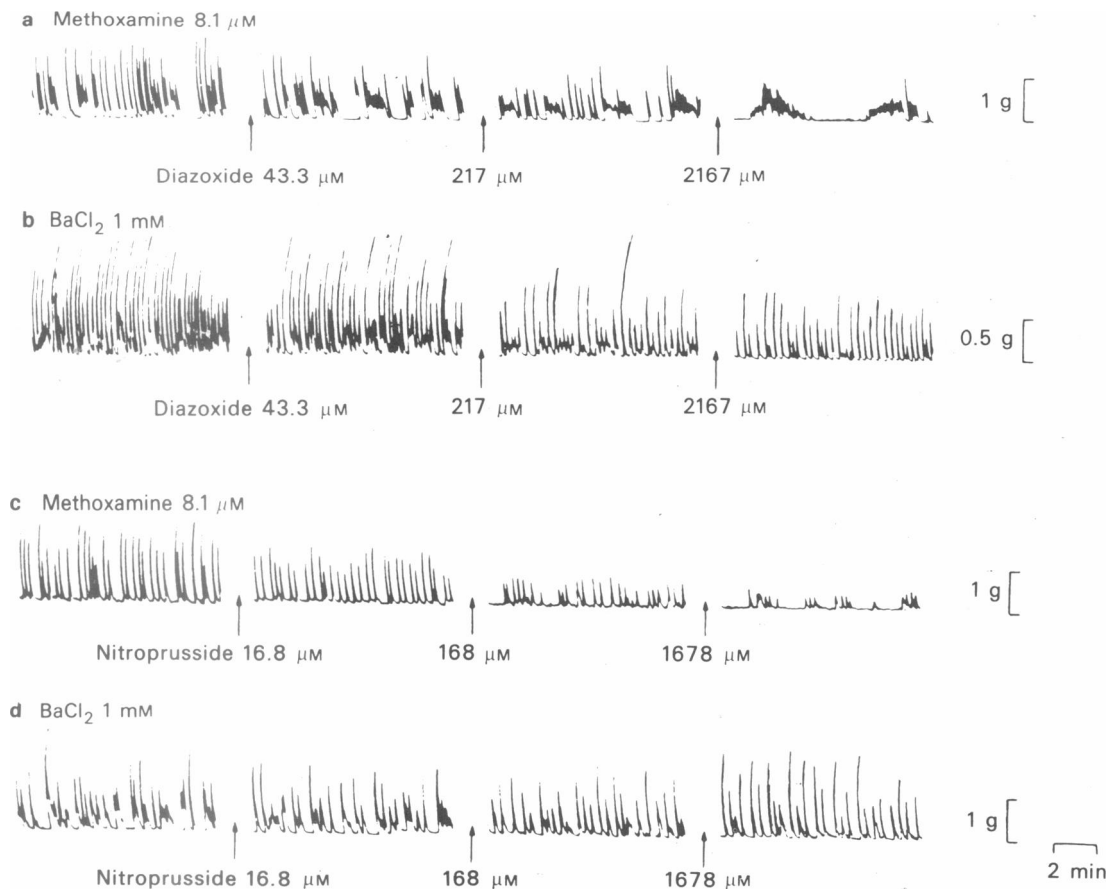 a Methoxamine 8.1 μM
1 g
Diazoxide 43.3 μM 217 μM 2167 μM
b BaCl₂ 1 mM
0.5 g
Diazoxide 43.3 μM 217 μM 2167 μM
c Methoxamine 8.1 μM
1 g
Nitroprusside 16.8 μM 168 μM 1678 μM
d BaCl₂ 1 mM
1 g
2 min
Nitroprusside 16.8 μM 168 μM 1678 μM